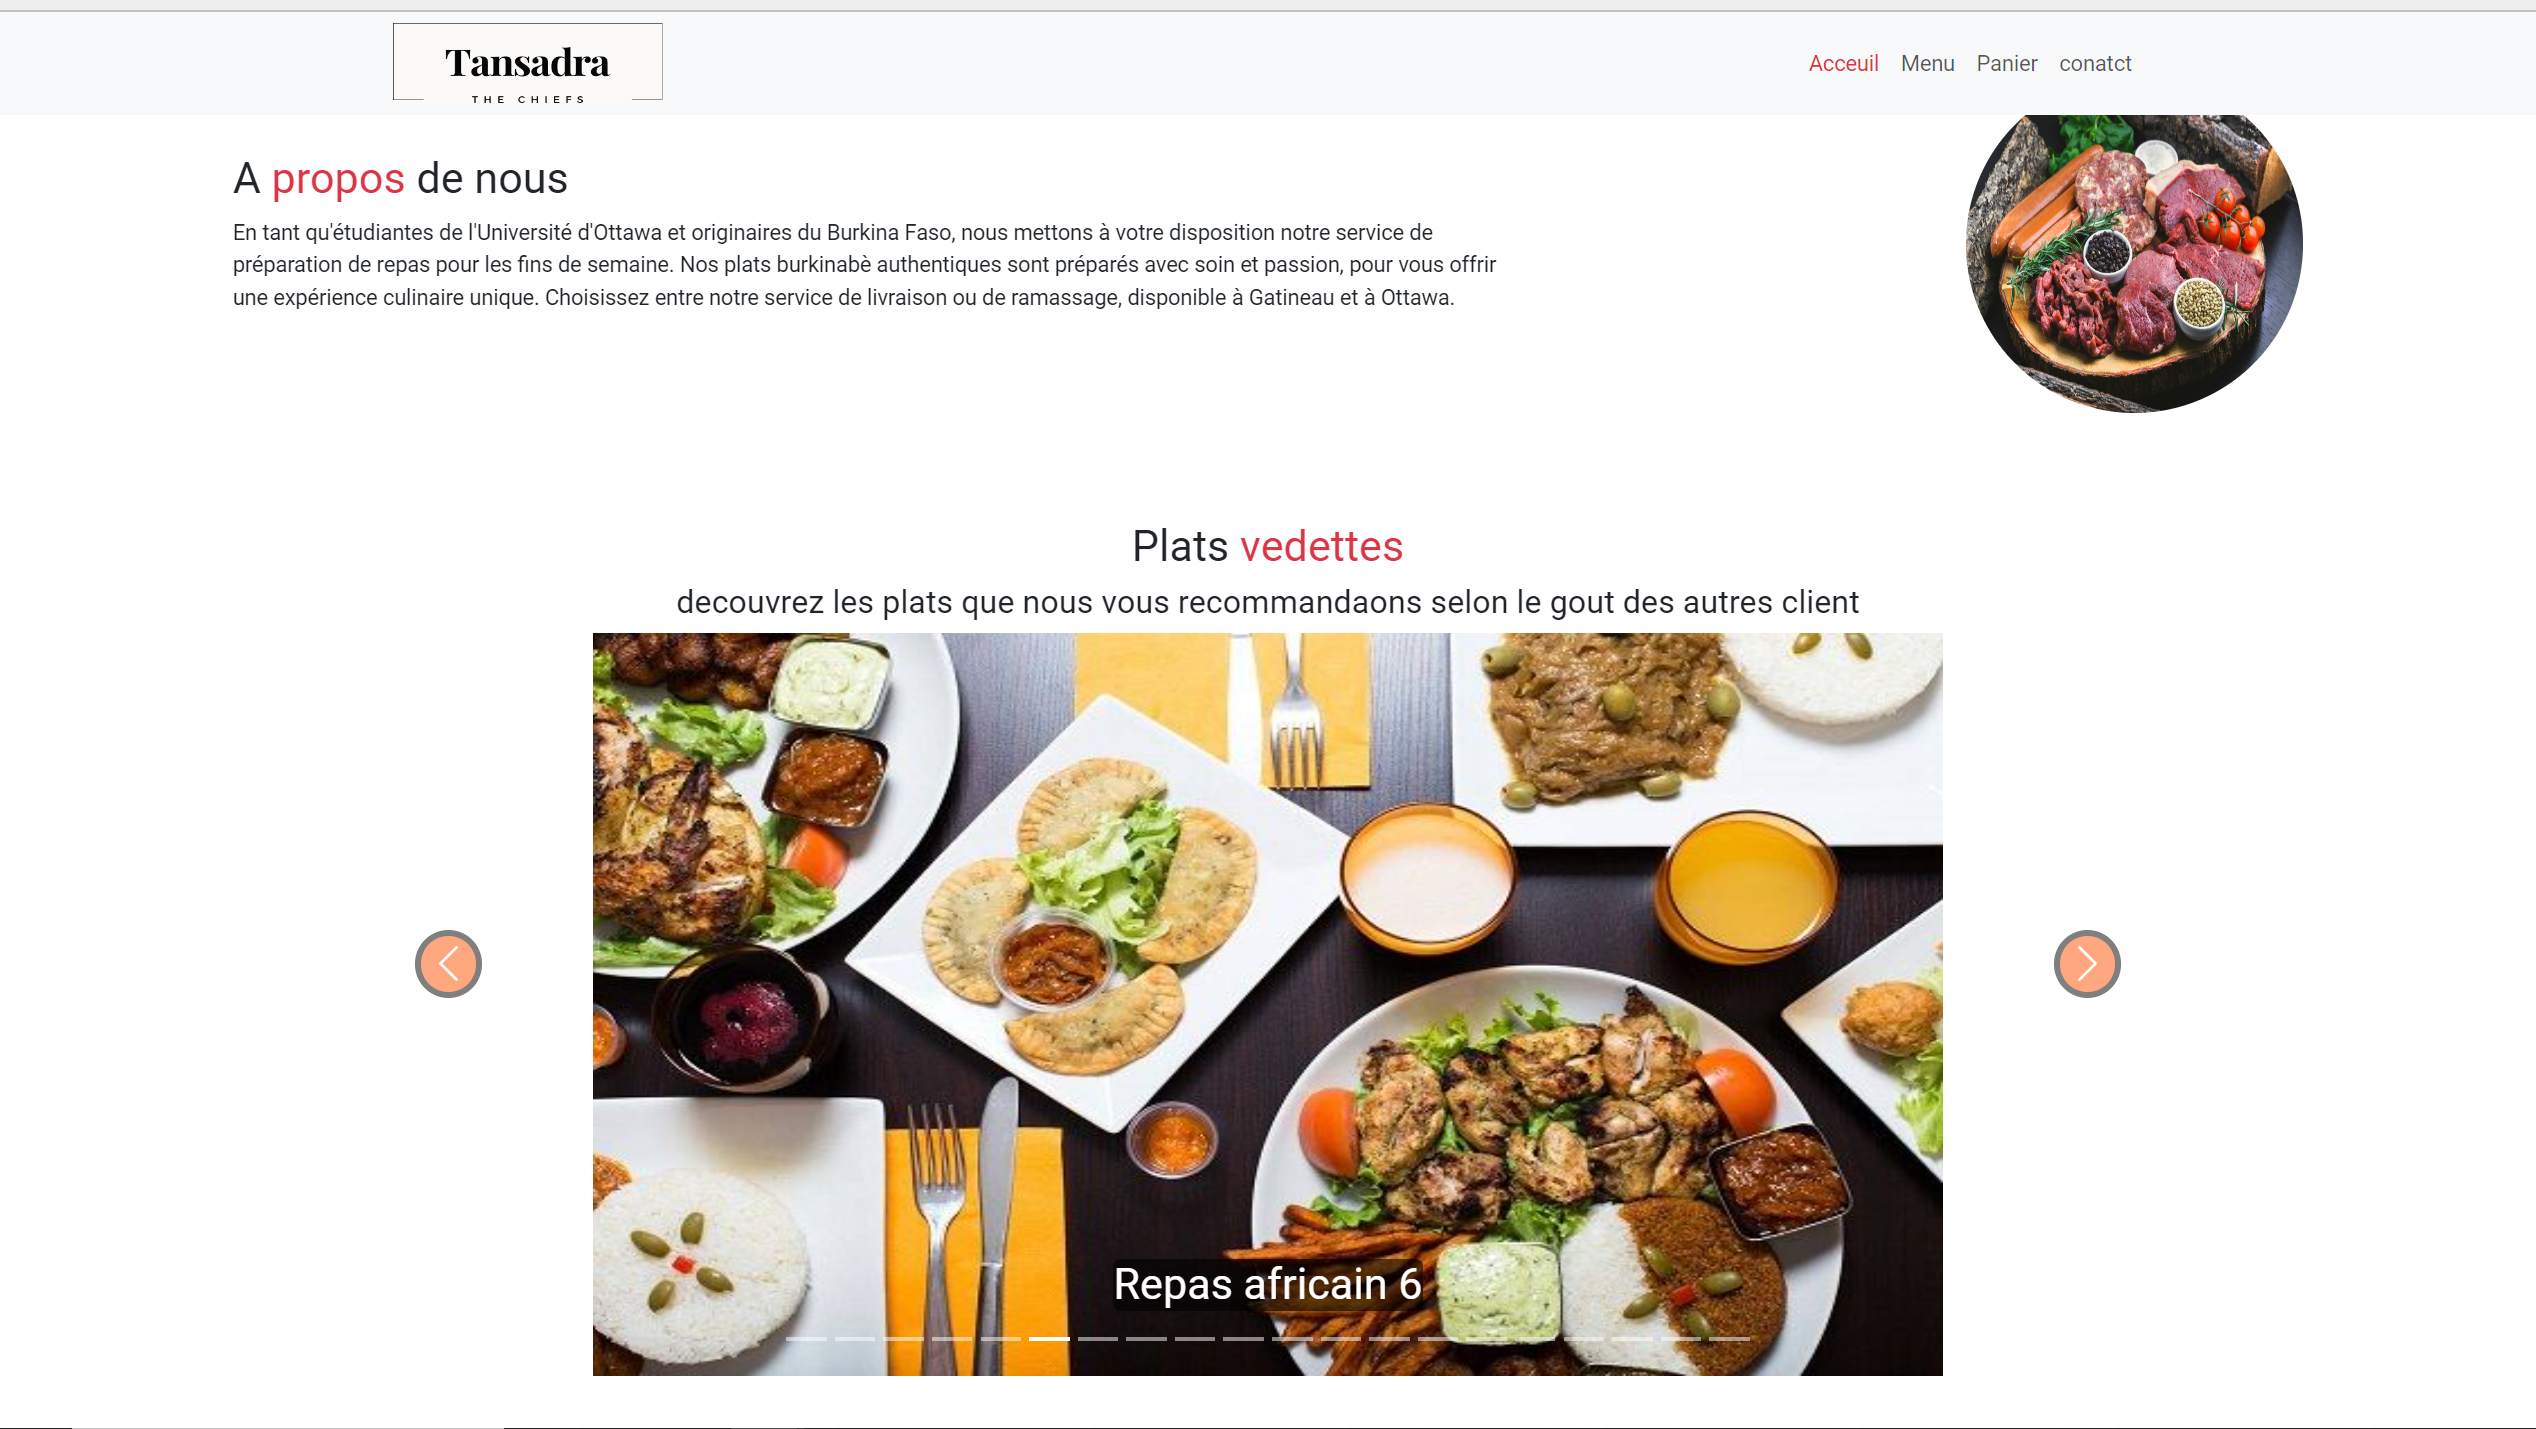 Tansadra
THE CHIEFS
Acceuil Menu Panier conatct
A propos de nous
En tant qu'étudiantes de l'Université d'Ottawa et originaires du Burkina Faso, nous mettons à votre disposition notre service de
préparation de repas pour les fins de semaine. Nos plats burkinabè authentiques sont préparés avec soin et passion, pour vous offrir
une expérience culinaire unique. Choisissez entre notre service de livraison ou de ramassage, disponible à Gatineau et à Ottawa.
Plats vedettes
decouvrez les plats que nous vous recommandaons selon le gout des autres client
Repas africain 6